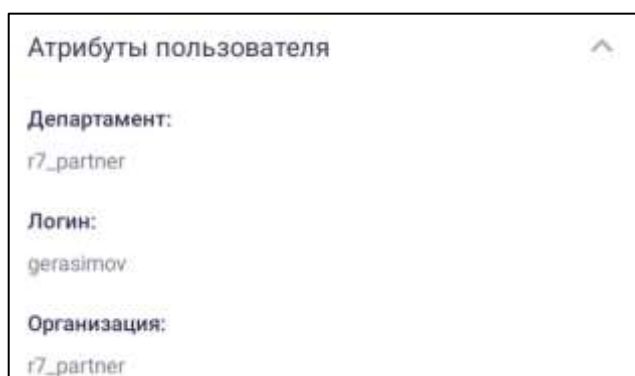 Атрибуты пользователя
Департамент:
r7_partner
Логин:
gerasimov
Организация:
r7_partner